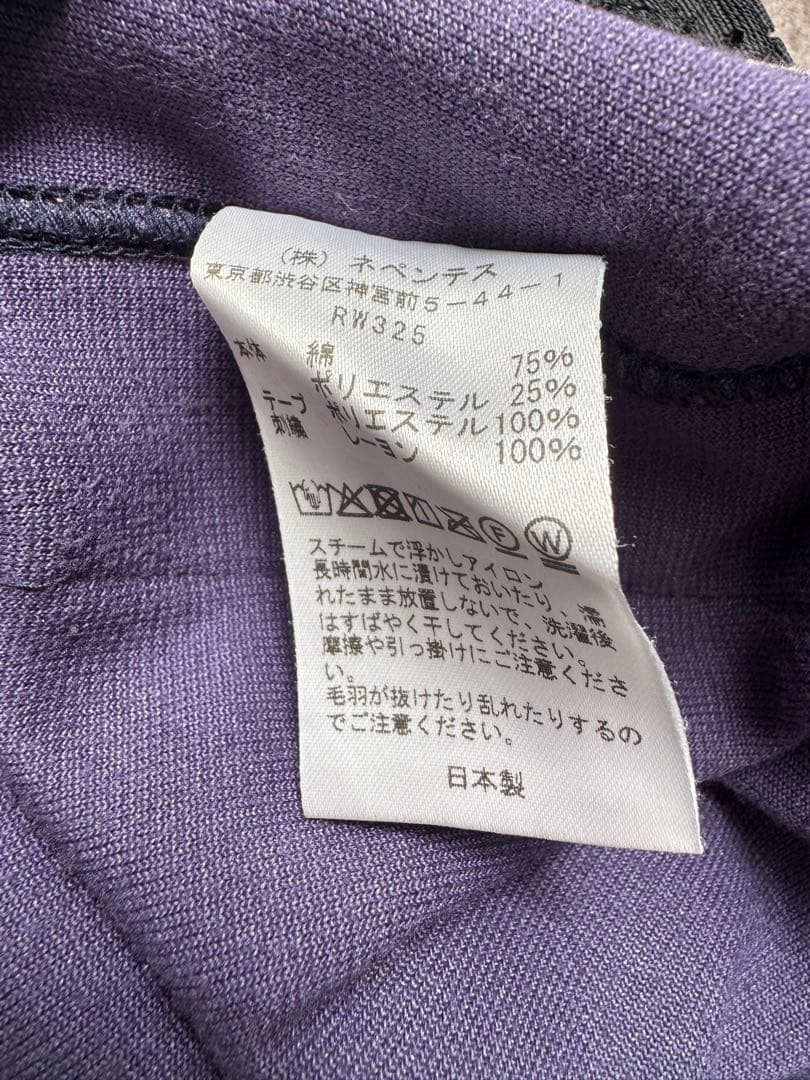 (株) ネペンテス
東京都渋谷区神宮前5-44-1
RW325
本体 綿 75%
ポリエステル 25%
テープ ポリエステル 100%
刺繍 レーヨン 100%
P W
スチームで浮かしアイロン
長時間水に漬けておいたり、濡
れたまま放置しないで、洗濯後
はすばやく干してください。
摩擦や引っ掛けにご注意くださ
い。
毛羽が抜けたり乱れたりするの
でご注意ください。
日本製